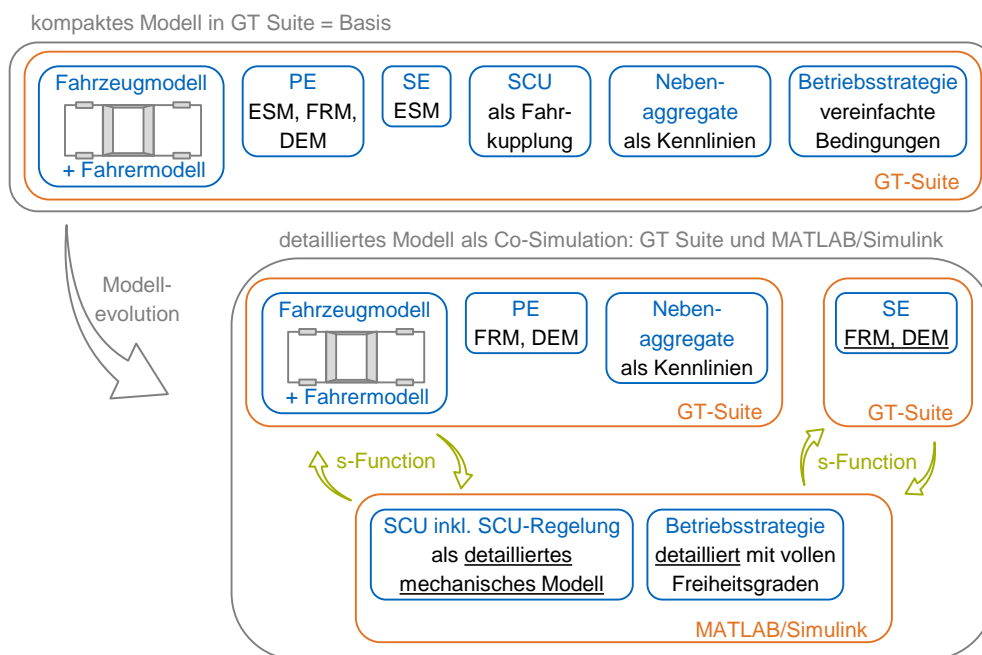 kompaktes Modell in GT Suite = Basis
Fahrzeugmodell
+ Fahrermodell
PE
ESM, FRM,
DEM
SE
ESM
SCU
als Fahr-
kupplung
Neben-
aggregate
als Kennlinien
Betriebsstrategie
vereinfachte
Bedingungen
GT-Suite
Modell-
evolution
detailliertes Modell als Co-Simulation: GT Suite und MATLAB/Simulink
Fahrzeugmodell
+ Fahrermodell
PE
FRM, DEM
Neben-
aggregate
als Kennlinien
GT-Suite
SE
FRM, DEM
GT-Suite
s-Function
s-Function
SCU inkl. SCU-Regelung
als detailliertes
mechanisches Modell
Betriebsstrategie
detailliert mit vollen
Freiheitsgraden
MATLAB/Simulink